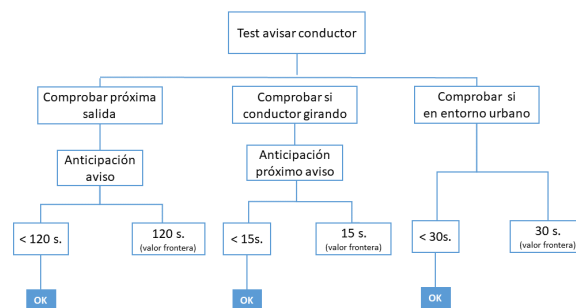 Test avisar conductor
Comprobar próxima
salida
Comprobar si
conductor girando
Comprobar si
en entorno urbano
Anticipación
aviso
Anticipación
próximo aviso
< 120 s.
120 s.
(valor frontera)
< 15s.
15 s.
(valor frontera)
< 30s.
30 s.
(valor frontera)
OK
OK
OK